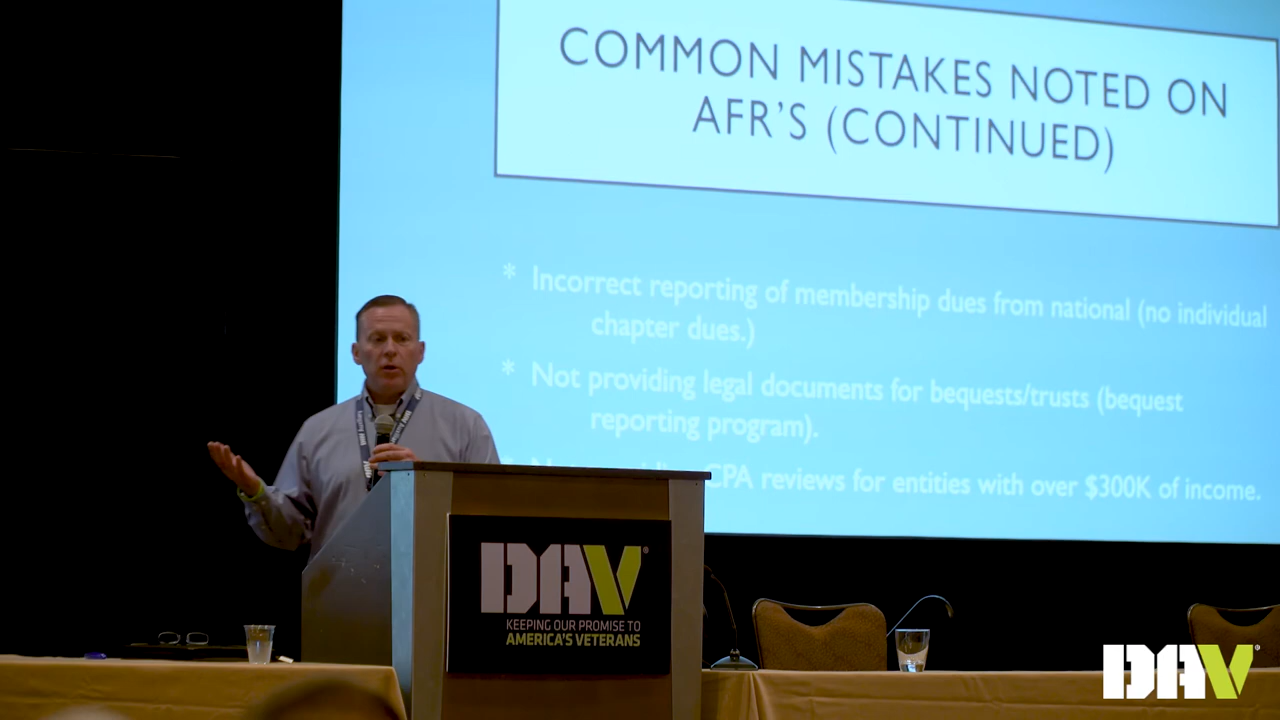 COMMON MISTAKES NOTED ON
AFR'S (CONTINUED)
* Incorrect reporting of membership dues from national (no individual
chapter dues.)
* Not providing legal documents for bequests/trusts (bequest
reporting program).
CPA reviews for entities with over $300K of income.
DAV®
KEEPING OUR PROMISE TO
AMERICA'S VETERANS
DAV®